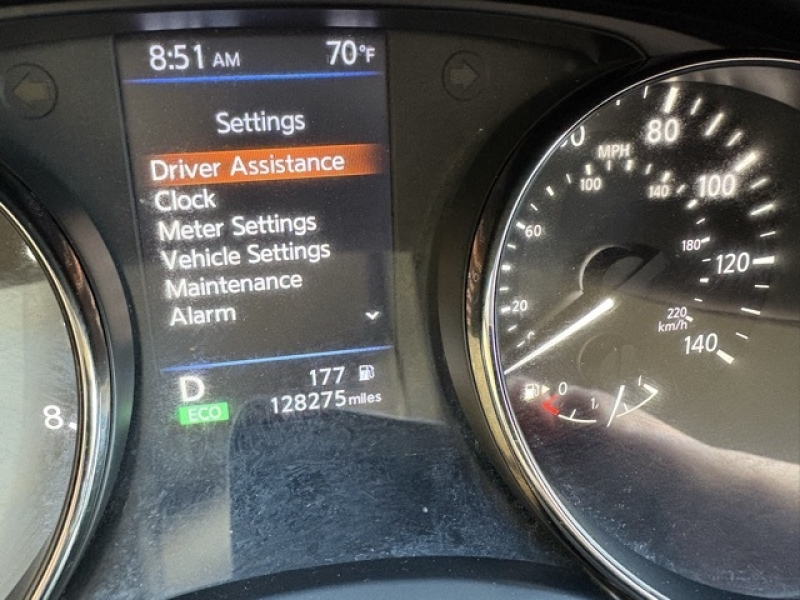 8:51 AM 70°F
Settings
Driver Assistance
Clock
Meter Settings
Vehicle Settings
Maintenance
Alarm
D 177
ECO 128275 miles
8
80
MPH
100 140 100
60
180 120
20
220
km/h 140
0
1